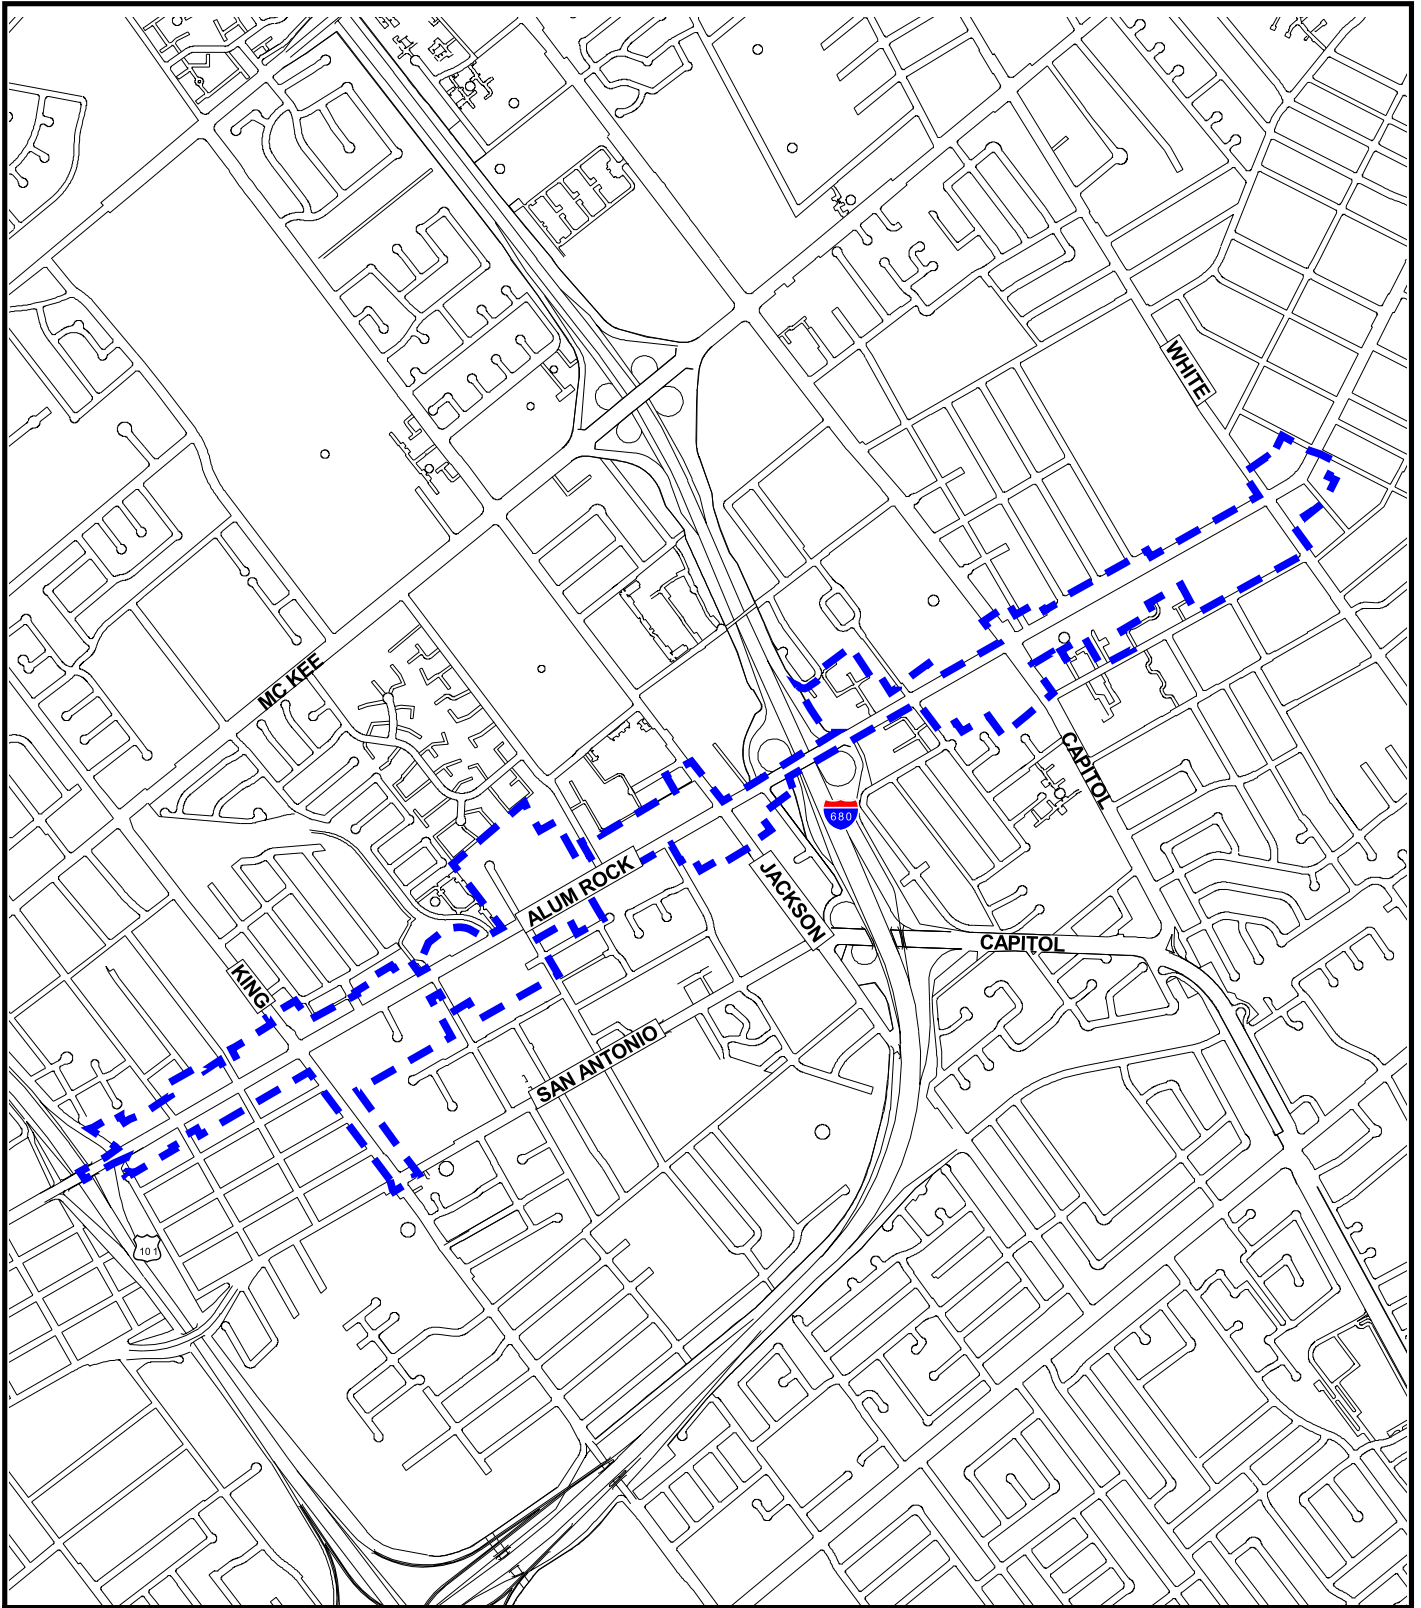 WHITE
MC KEE
CAPITOL
680
ALUM ROCK
JACKSON
CAPITOL
KING
SAN ANTONIO
101